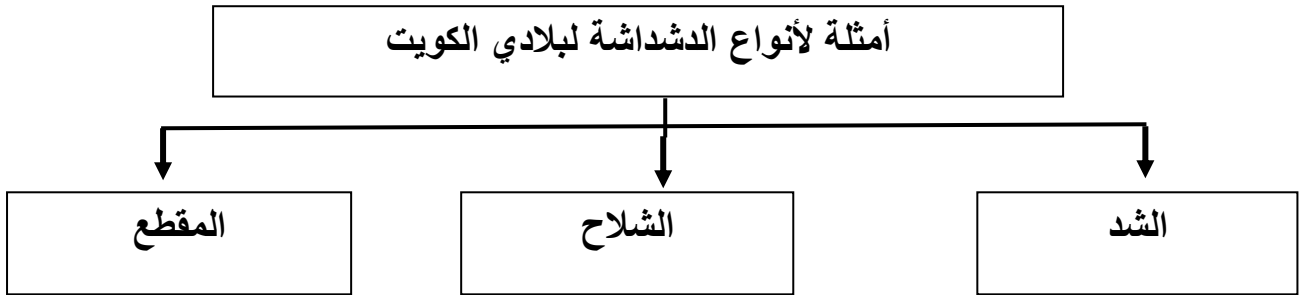 أمثلة لأنواع الدشداشة لبلادي الكويت
الشد
الشلاح
المقطع